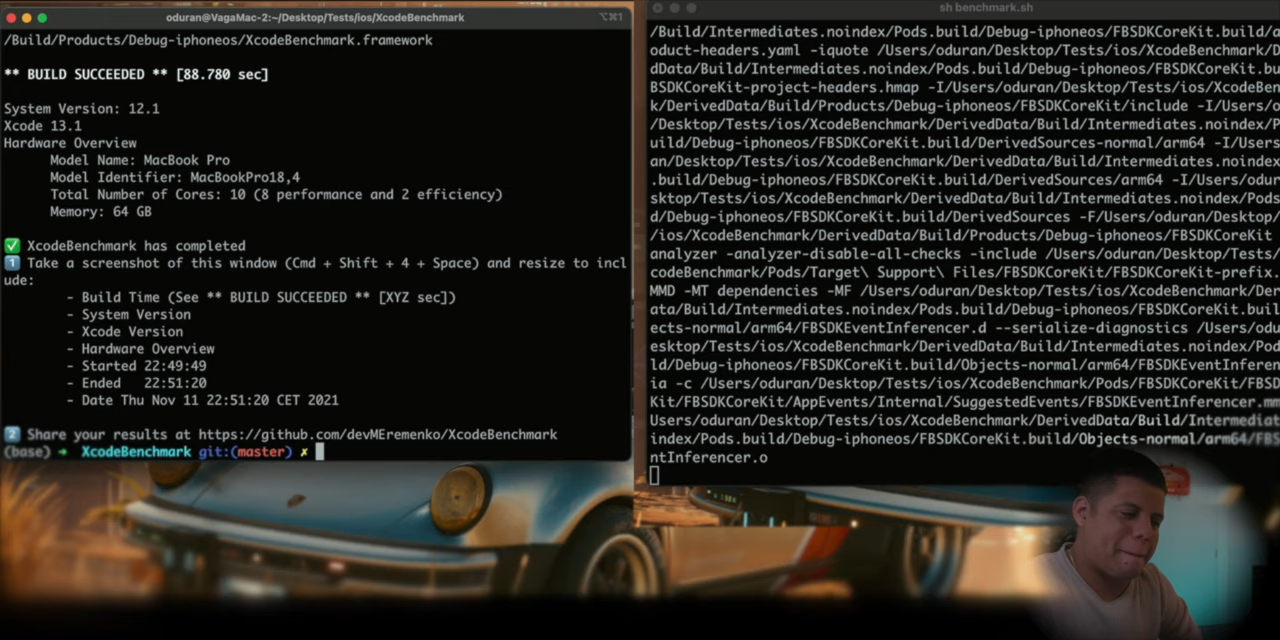 oduran@VagaMac-2:~/Desktop/Tests/ios/XcodeBenchmark
⌥⌘1
/Build/Products/Debug-iphoneos/XcodeBenchmark.framework
** BUILD SUCCEEDED ** [88.780 sec]
System Version: 12.1
Xcode 13.1
Hardware Overview
Model Name: MacBook Pro
Model Identifier: MacBookPro18,4
Total Number of Cores: 10 (8 performance and 2 efficiency)
Memory: 64 GB
✅ XcodeBenchmark has completed
1️⃣ Take a screenshot of this window (Cmd + Shift + 4 + Space) and resize to incl
ude:
- Build Time (See ** BUILD SUCCEEDED ** [XYZ sec])
- System Version
- Xcode Version
- Hardware Overview
- Started 22:49:49
- Ended   22:51:20
- Date Thu Nov 11 22:51:20 CET 2021
2️⃣ Share your results at https://github.com/devMEremenko/XcodeBenchmark
(base) ➜  XcodeBenchmark git:(master) ✗
sh benchmark.sh
/Build/Intermediates.noindex/Pods.build/Debug-iphoneos/FBSDKCoreKit.build/a
oduct-headers.yaml -iquote /Users/oduran/Desktop/Tests/ios/XcodeBenchmark/D
dData/Build/Intermediates.noindex/Pods.build/Debug-iphoneos/FBSDKCoreKit.bu
BSDKCoreKit-project-headers.hmap -I/Users/oduran/Desktop/Tests/ios/XcodeBen
k/DerivedData/Build/Products/Debug-iphoneos/FBSDKCoreKit/include -I/Users/o
/Desktop/Tests/ios/XcodeBenchmark/DerivedData/Build/Intermediates.noindex/P
uild/Debug-iphoneos/FBSDKCoreKit.build/DerivedSources-normal/arm64 -I/Users
an/Desktop/Tests/ios/XcodeBenchmark/DerivedData/Build/Intermediates.noindex
.build/Debug-iphoneos/FBSDKCoreKit.build/DerivedSources/arm64 -I/Users/odur
sktop/Tests/ios/XcodeBenchmark/DerivedData/Build/Intermediates.noindex/Pods
d/Debug-iphoneos/FBSDKCoreKit.build/DerivedSources -F/Users/oduran/Desktop/
/ios/XcodeBenchmark/DerivedData/Build/Products/Debug-iphoneos/FBSDKCoreKit
analyzer -analyzer-disable-all-checks -include /Users/oduran/Desktop/Tests/
codeBenchmark/Pods/Target\ Support\ Files/FBSDKCoreKit/FBSDKCoreKit-prefix.
MMD -MT dependencies -MF /Users/oduran/Desktop/Tests/ios/XcodeBenchmark/Der
ata/Build/Intermediates.noindex/Pods.build/Debug-iphoneos/FBSDKCoreKit.buil
ects-normal/arm64/FBSDKEventInferencer.d --serialize-diagnostics /Users/odu
esktop/Tests/ios/XcodeBenchmark/DerivedData/Build/Intermediates.noindex/Pod
ld/Debug-iphoneos/FBSDKCoreKit.build/Objects-normal/arm64/FBSDKEventInferen
ia -c /Users/oduran/Desktop/Tests/ios/XcodeBenchmark/Pods/FBSDKCoreKit/FBSD
Kit/FBSDKCoreKit/AppEvents/Internal/SuggestedEvents/FBSDKEventInferencer.mm
Users/oduran/Desktop/Tests/ios/XcodeBenchmark/DerivedData/Build/Intermediat
index/Pods.build/Debug-iphoneos/FBSDKCoreKit.build/Objects-normal/arm64/FBS
ntInferencer.o